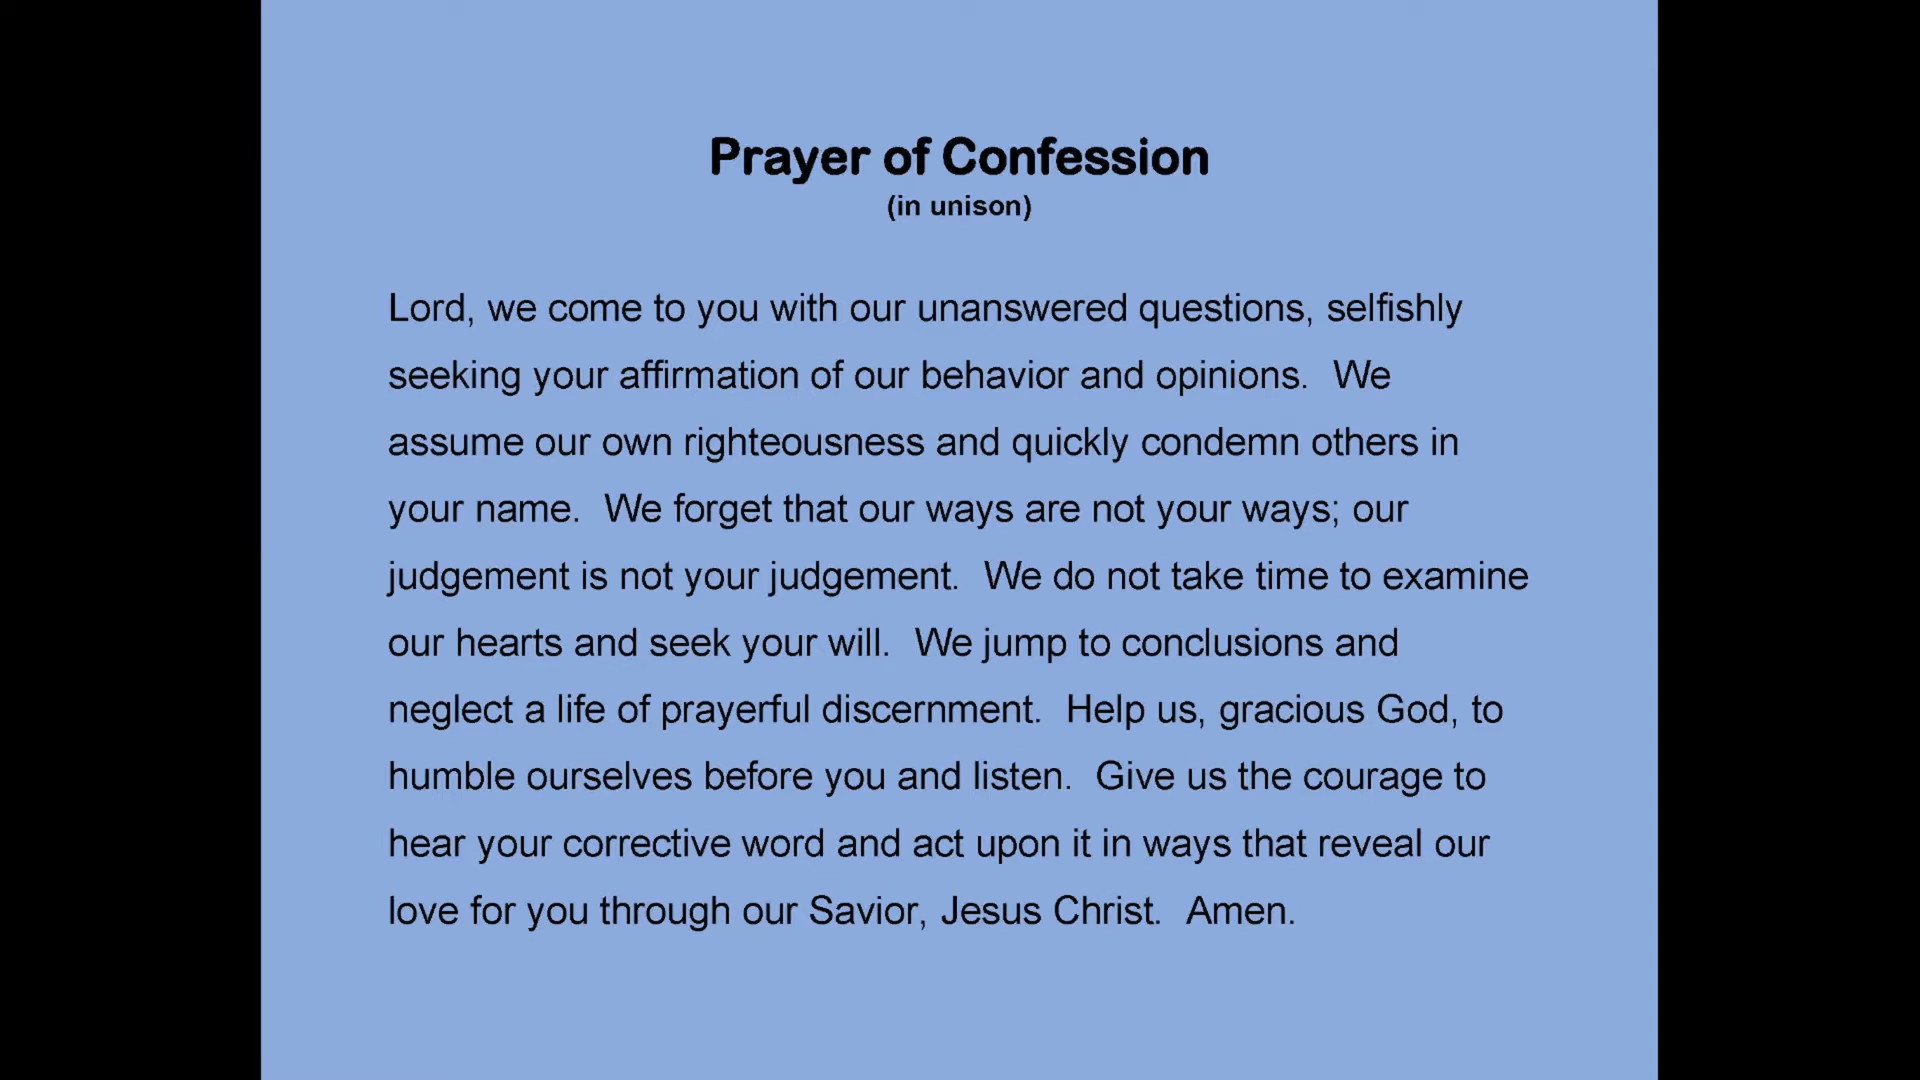 Prayer of Confession
(in unison)
Lord, we come to you with our unanswered questions, selfishly
seeking your affirmation of our behavior and opinions.  We
assume our own righteousness and quickly condemn others in
your name.  We forget that our ways are not your ways; our
judgement is not your judgement.  We do not take time to examine
our hearts and seek your will.  We jump to conclusions and
neglect a life of prayerful discernment.  Help us, gracious God, to
humble ourselves before you and listen.  Give us the courage to
hear your corrective word and act upon it in ways that reveal our
love for you through our Savior, Jesus Christ.  Amen.